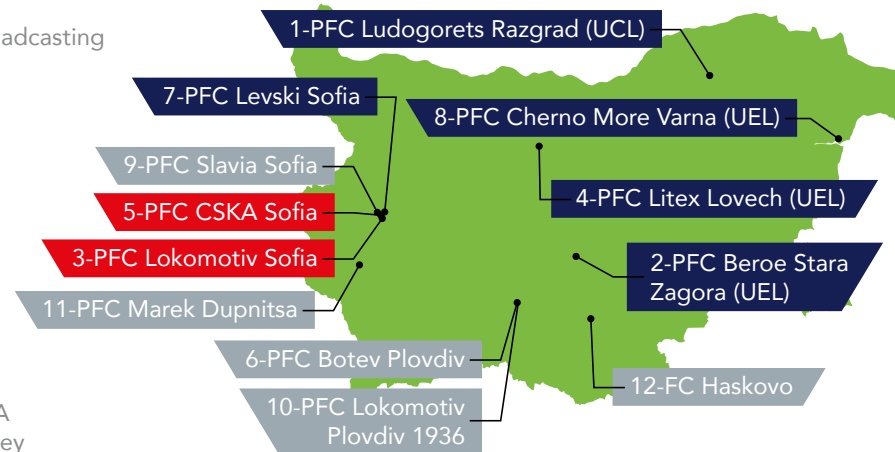 adcasting
1-PFC Ludogorets Razgrad (UCL)
7-PFC Levski Sofia
8-PFC Cherno More Varna (UEL)
9-PFC Slavia Sofia
5-PFC CSKA Sofia
4-PFC Litex Lovech (UEL)
3-PFC Lokomotiv Sofia
2-PFC Beroe Stara
Zagora (UEL)
11-PFC Marek Dupnitsa
6-PFC Botev Plovdiv
12-FC Haskovo
10-PFC Lokomotiv
Plovdiv 1936
A
ey